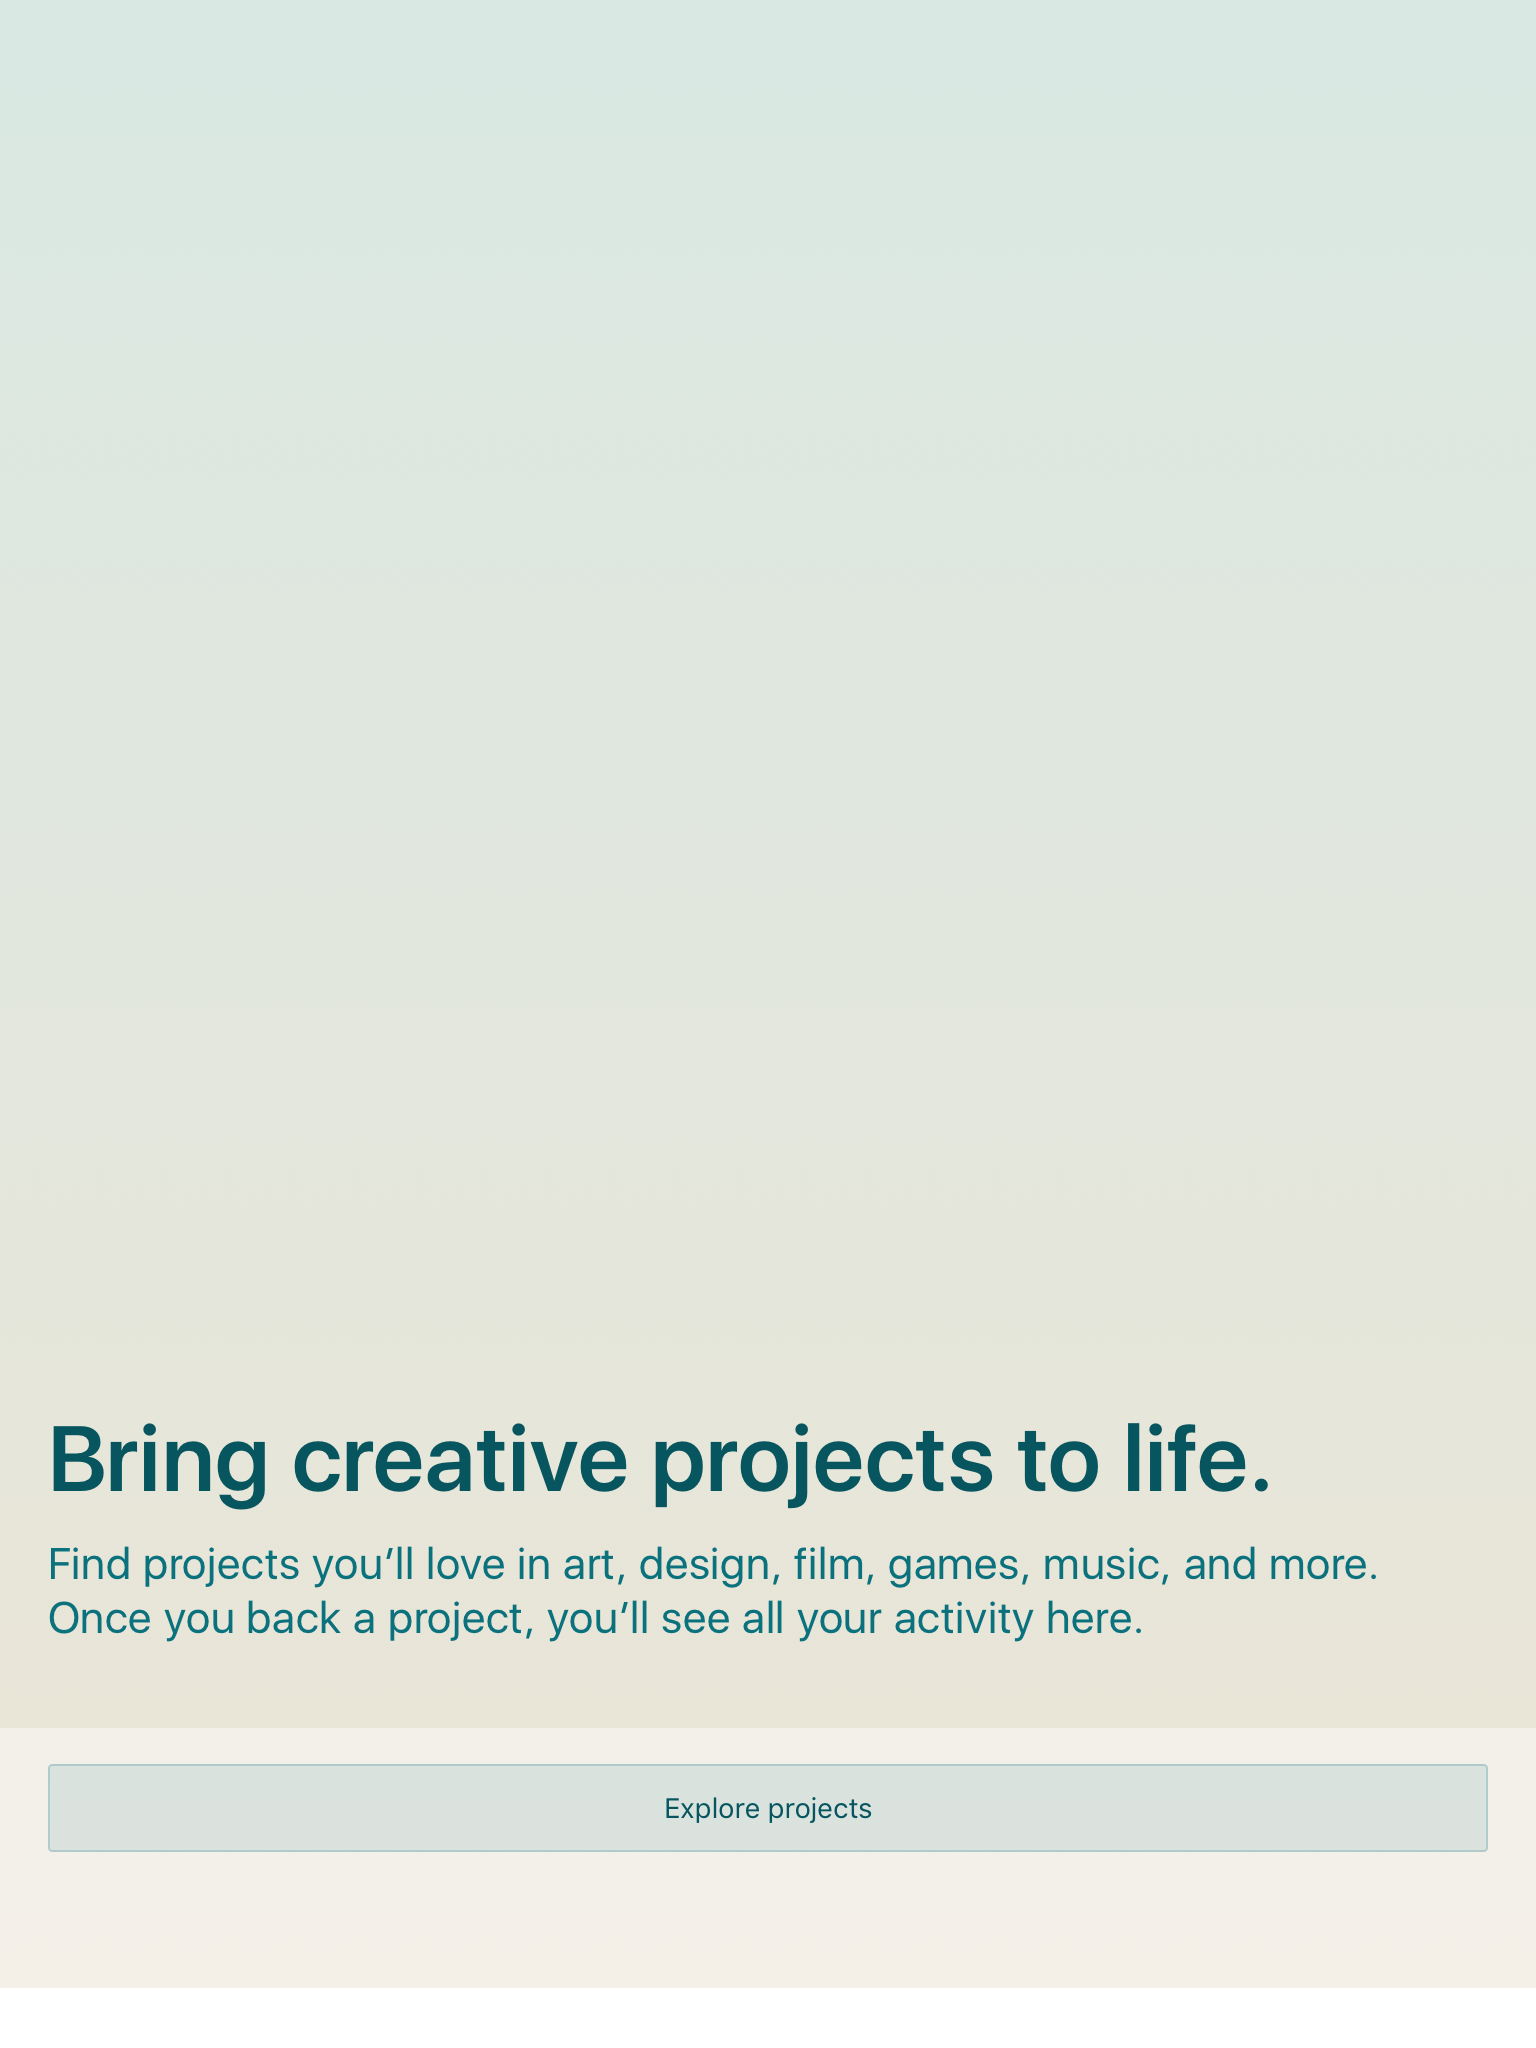 Bring creative projects to life.
Find projects you’ll love in art, design, film, games, music, and more.
Once you back a project, you’ll see all your activity here.
Explore projects